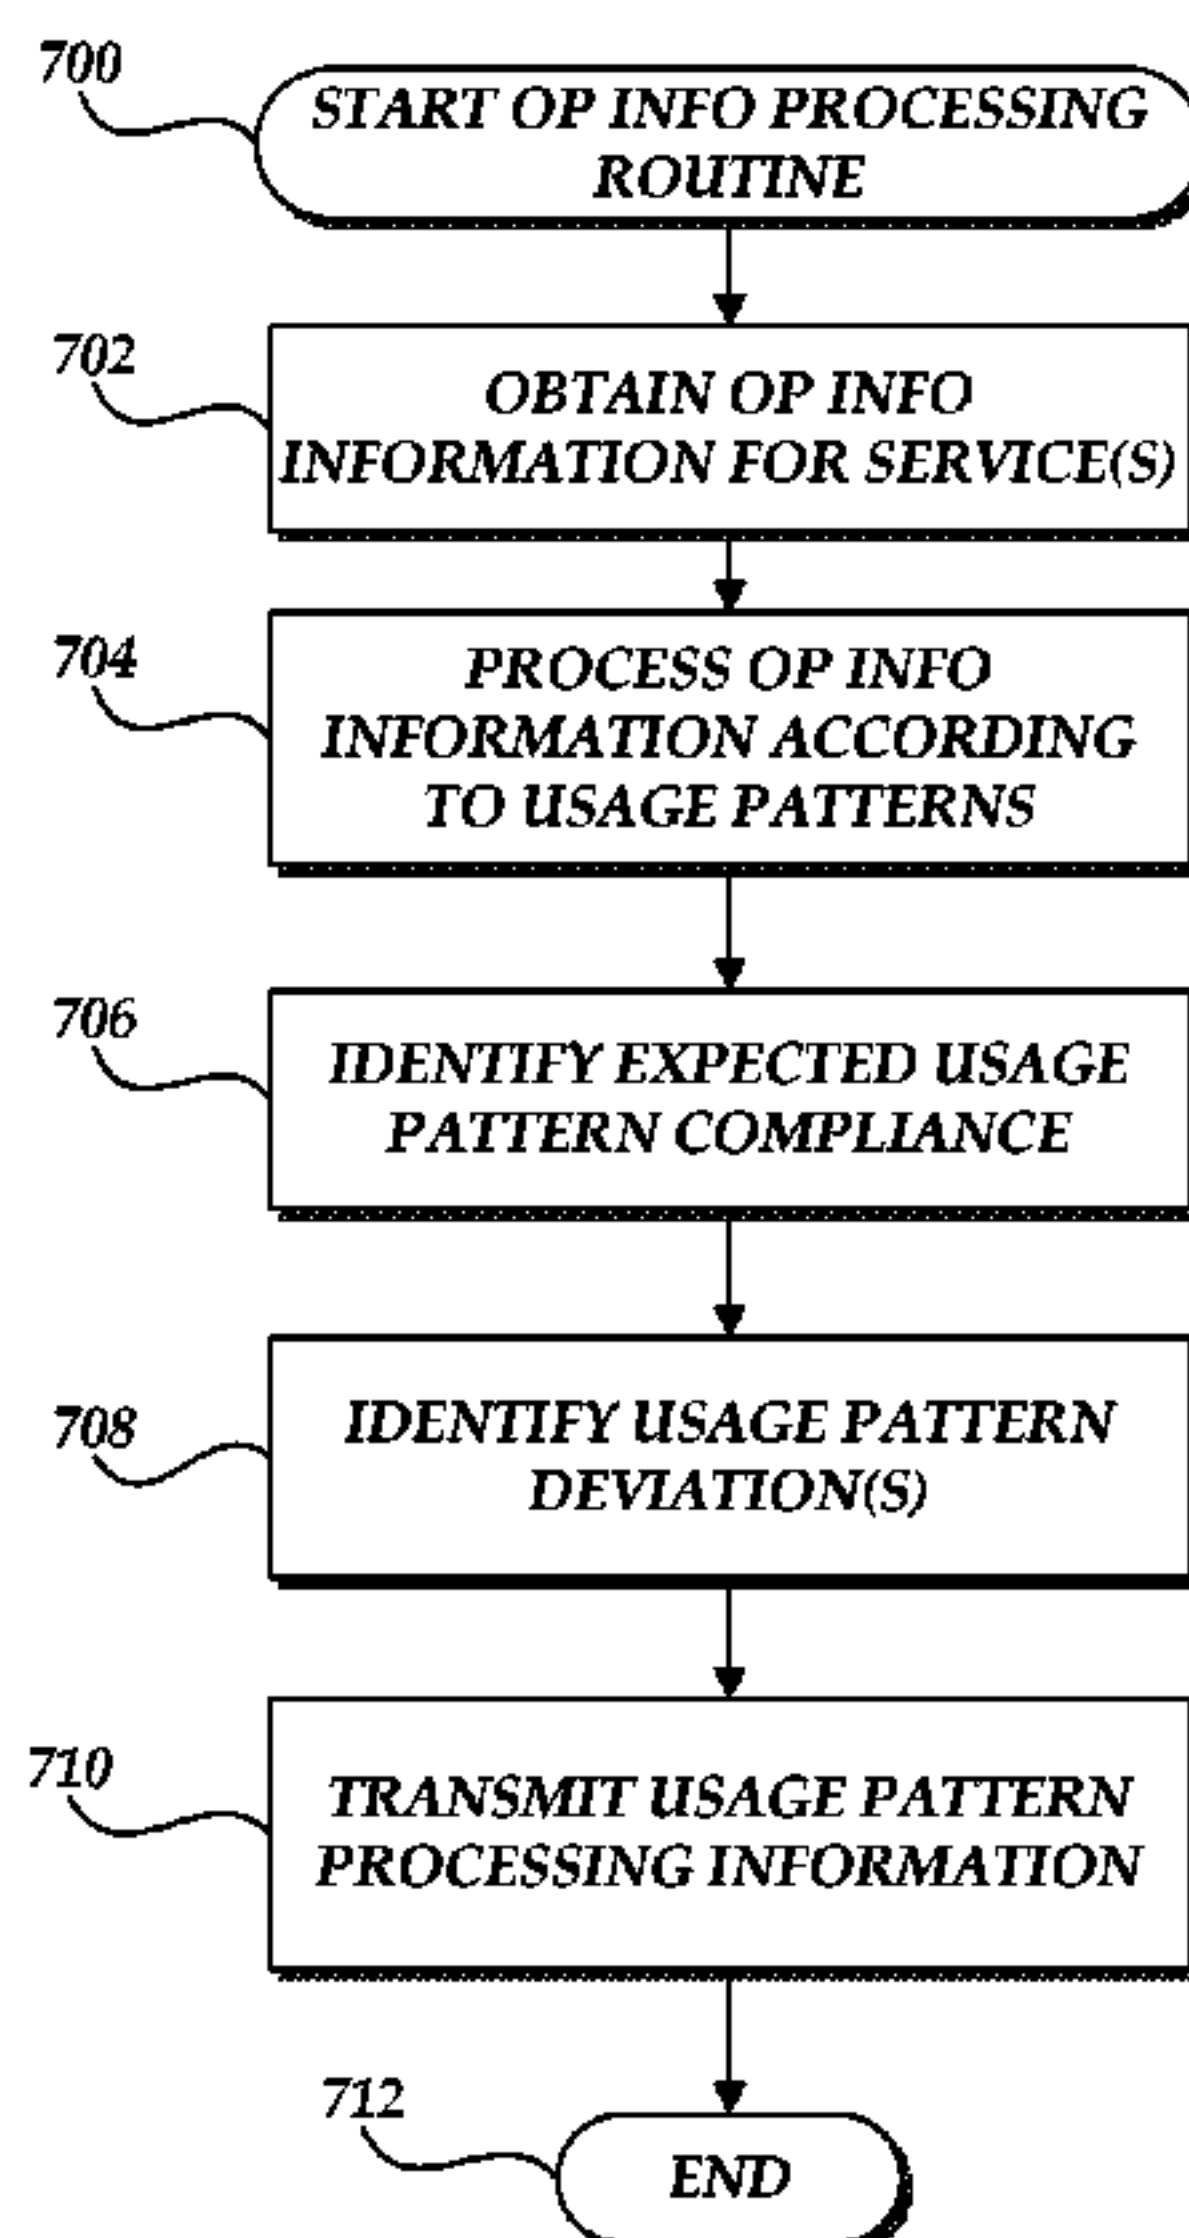 700
START OP INFO PROCESSING
ROUTINE
702
OBTAIN OP INFO
INFORMATION FOR SERVICE(S)
704
PROCESS OP INFO
INFORMATION ACCORDING
TO USAGE PATTERNS
706
IDENTIFY EXPECTED USAGE
PATTERN COMPLIANCE
708
IDENTIFY USAGE PATTERN
DEVIATION(S)
710
TRANSMIT USAGE PATTERN
PROCESSING INFORMATION
712
END